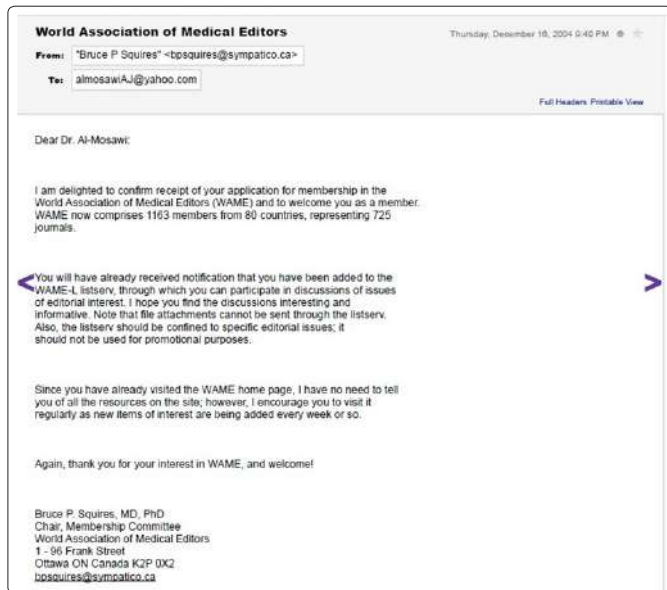 World Association of Medical Editors
Thursday, December 16, 2004 9:40 PM
From: "Bruce P Squires" <bpsquires@sympatico.ca>
To: almosawiAJ@yahoo.com
Full Headers Printable View
Dear Dr. Al-Mosawi:
I am delighted to confirm receipt of your application for membership in the
World Association of Medical Editors (WAME) and to welcome you as a member.
WAME now comprises 1163 members from 80 countries, representing 725
journals.
You will have already received notification that you have been added to the
WAME-L listserv, through which you can participate in discussions of issues
of editorial interest. I hope you find the discussions interesting and
informative. Note that file attachments cannot be sent through the listserv.
Also, the listserv should be confined to specific editorial issues; it
should not be used for promotional purposes.
Since you have already visited the WAME home page, I have no need to tell
you of all the resources on the site; however, I encourage you to visit it
regularly as new items of interest are being added every week or so.
Again, thank you for your interest in WAME, and welcome!
Bruce P. Squires, MD, PhD
Chair, Membership Committee
World Association of Medical Editors
1 - 96 Frank Street
Ottawa ON Canada K2P 0X2
bpsquires@sympatico.ca